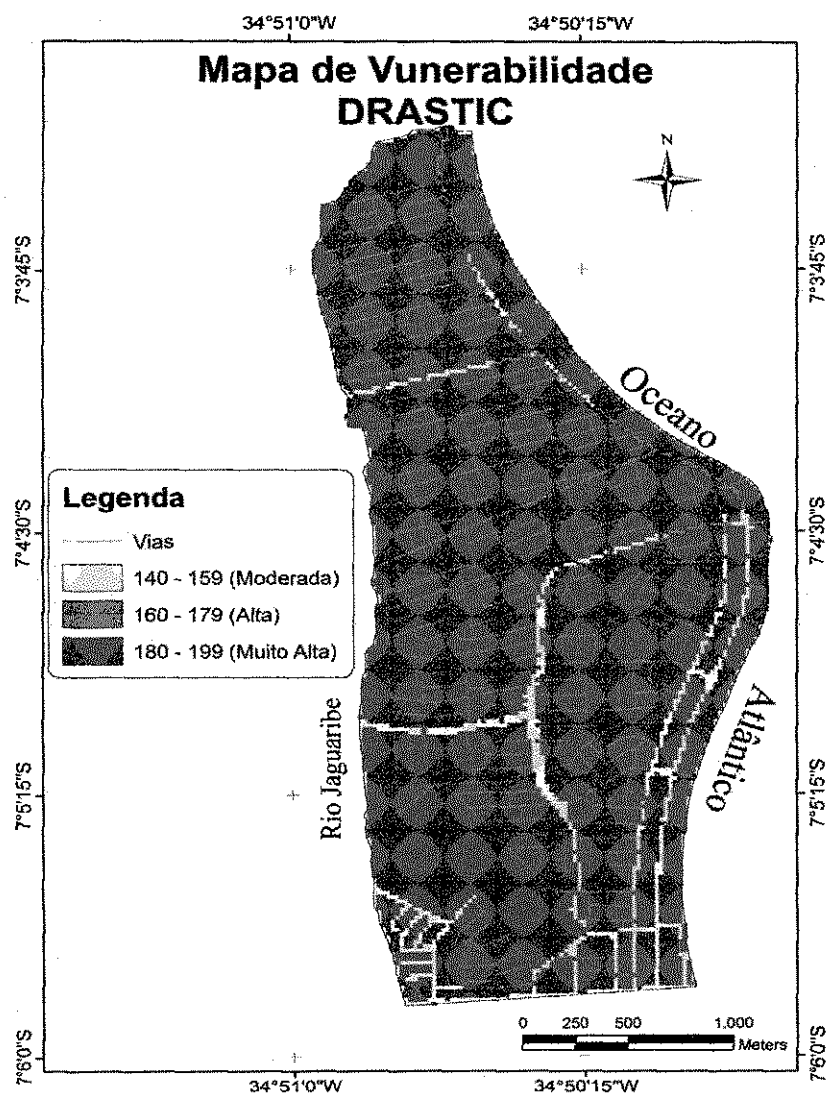 34°51'0"W 34°50'15"W
Mapa de Vunerabilidade
DRASTIC
N
7°3'45"S 7°3'45"S
Oceano
Legenda
Vias
140 - 159 (Moderada)
160 - 179 (Alta)
180 - 199 (Muito Alta)
7°4'30"S 7°4'30"S
Atlântico
Rio Jaguaribe
7°5'15"S 7°5'15"S
0 250 500 1.000
Meters
7°6'0"S 7°6'0"S
34°51'0"W 34°50'15"W